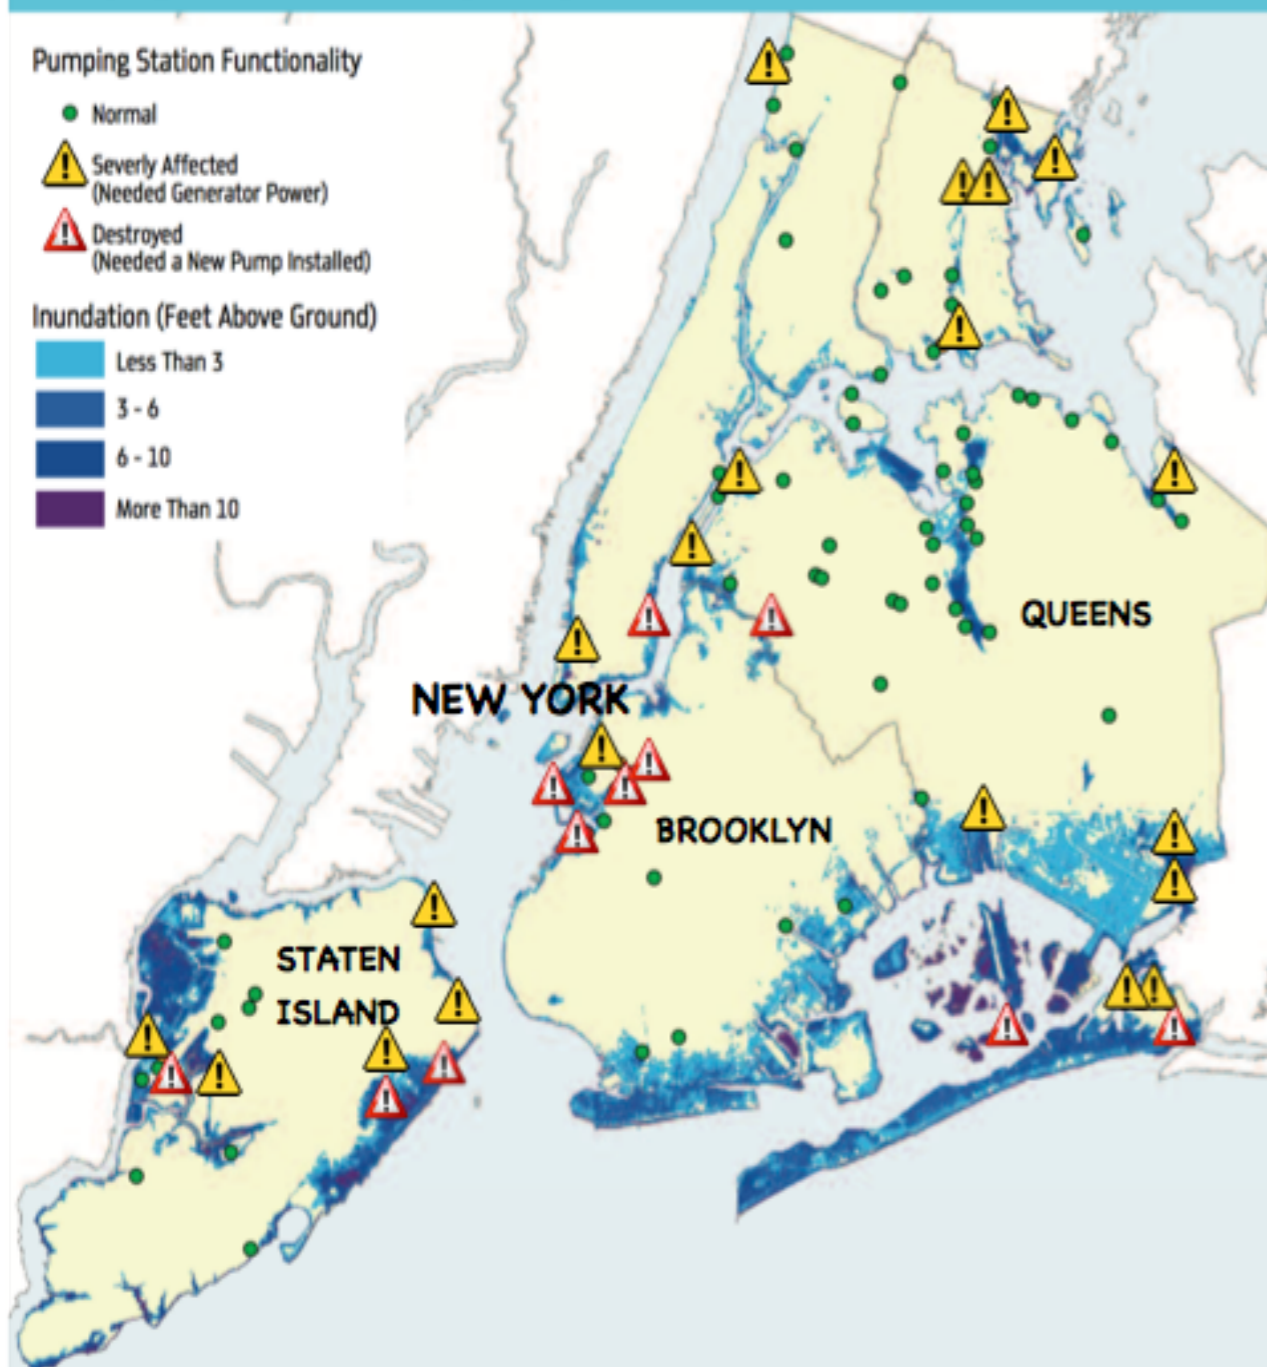 Pumping Station Functionality
Normal
Severly Affected
(Needed Generator Power)
Destroyed
(Needed a New Pump Installed)
Inundation (Feet Above Ground)
Less Than 3
3 - 6
6 - 10
More Than 10
QUEENS
NEW YORK
BROOKLYN
STATEN
ISLAND